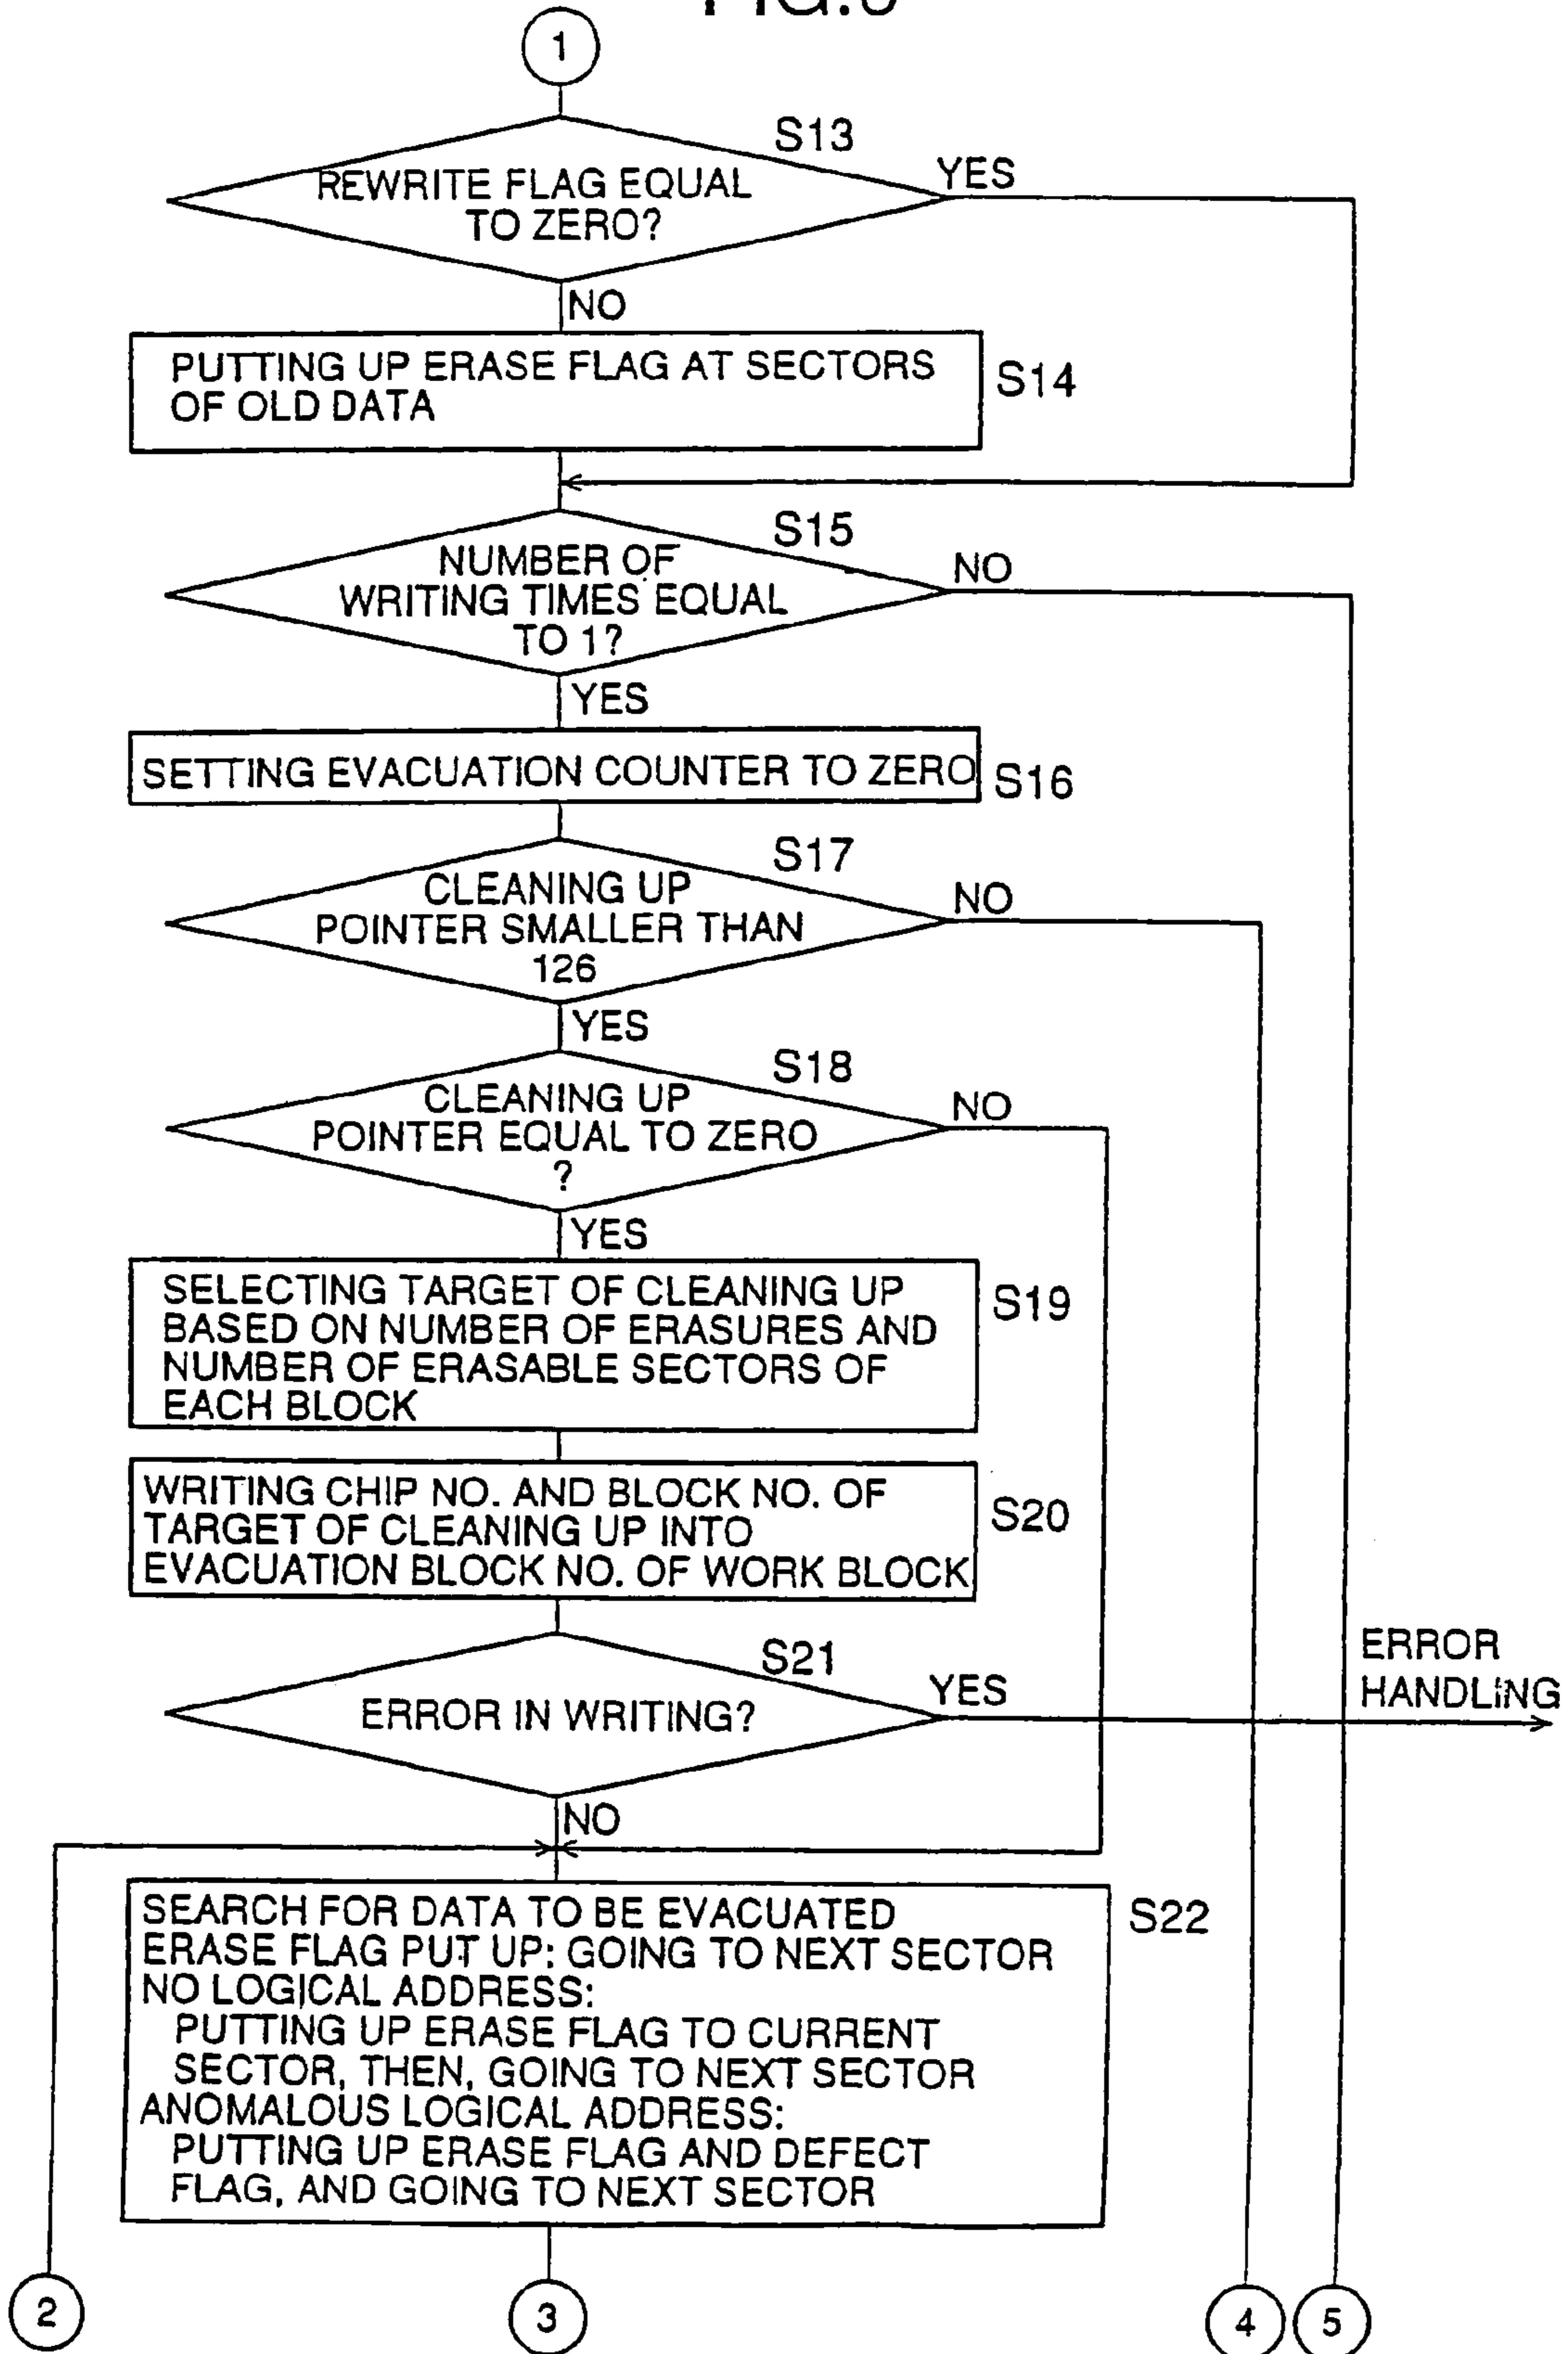 1
S13
REWRITE FLAG EQUAL
TO ZERO?
YES
NO
PUTTING UP ERASE FLAG AT SECTORS
OF OLD DATA
S14
S15
NUMBER OF
WRITING TIMES EQUAL
TO 1?
NO
YES
SETTING EVACUATION COUNTER TO ZERO
S16
S17
CLEANING UP
POINTER SMALLER THAN
126
NO
YES
S18
CLEANING UP
POINTER EQUAL TO ZERO
?
NO
YES
SELECTING TARGET OF CLEANING UP
BASED ON NUMBER OF ERASURES AND
NUMBER OF ERASABLE SECTORS OF
EACH BLOCK
S19
WRITING CHIP NO. AND BLOCK NO. OF
TARGET OF CLEANING UP INTO
EVACUATION BLOCK NO. OF WORK BLOCK
S20
S21
ERROR IN WRITING?
YES
ERROR
HANDLING
NO
SEARCH FOR DATA TO BE EVACUATED
ERASE FLAG PUT UP: GOING TO NEXT SECTOR
NO LOGICAL ADDRESS:
PUTTING UP ERASE FLAG TO CURRENT
SECTOR, THEN, GOING TO NEXT SECTOR
ANOMALOUS LOGICAL ADDRESS:
PUTTING UP ERASE FLAG AND DEFECT
FLAG, AND GOING TO NEXT SECTOR
S22
2
3
4
5